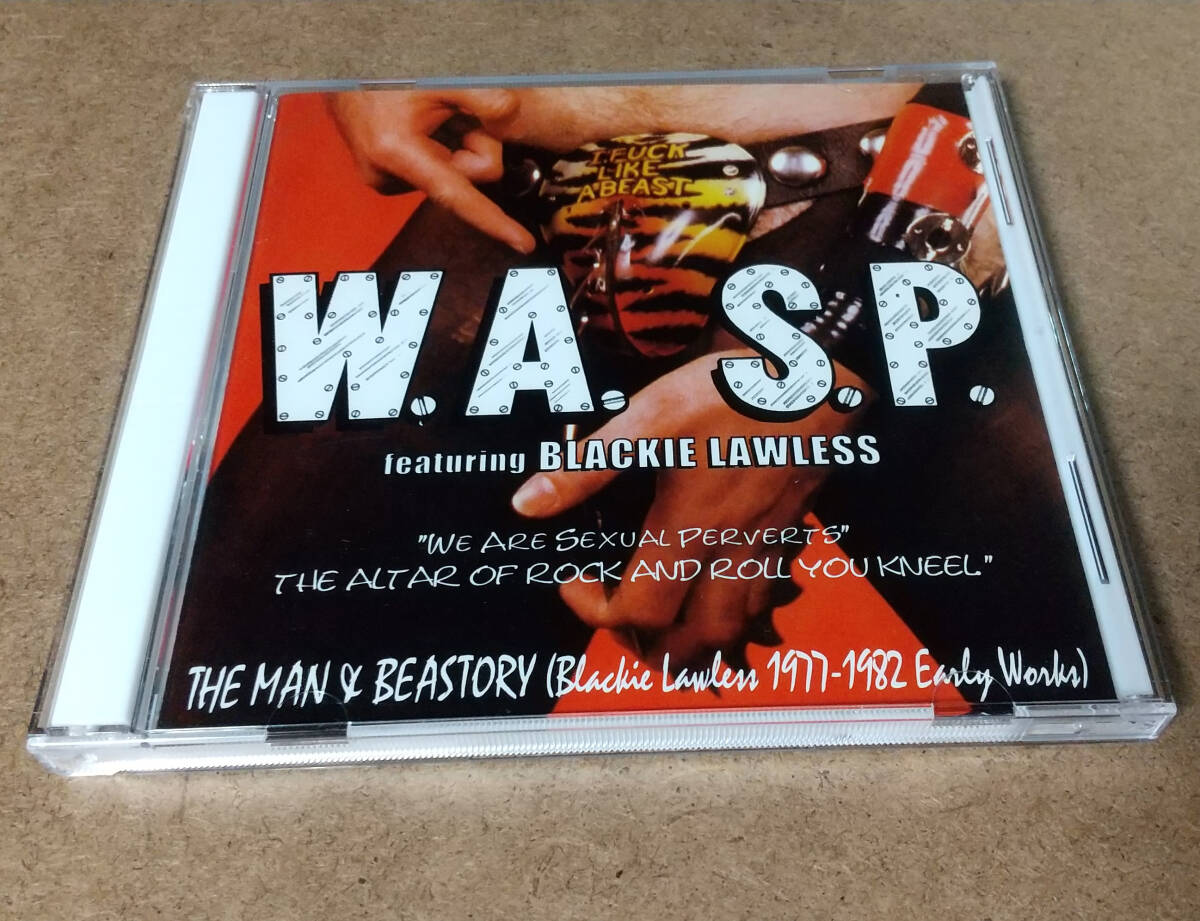 I FUCK
LIKE
A BEAST
W.A.S.P.
featuring BLACKIE LAWLESS
"WE ARE SEXUAL PERVERTS"
THE ALTAR OF ROCK AND ROLL YOU KNEEL."
THE MAN & BEASTORY (Blackie Lawless 1977-1982 Early Works)